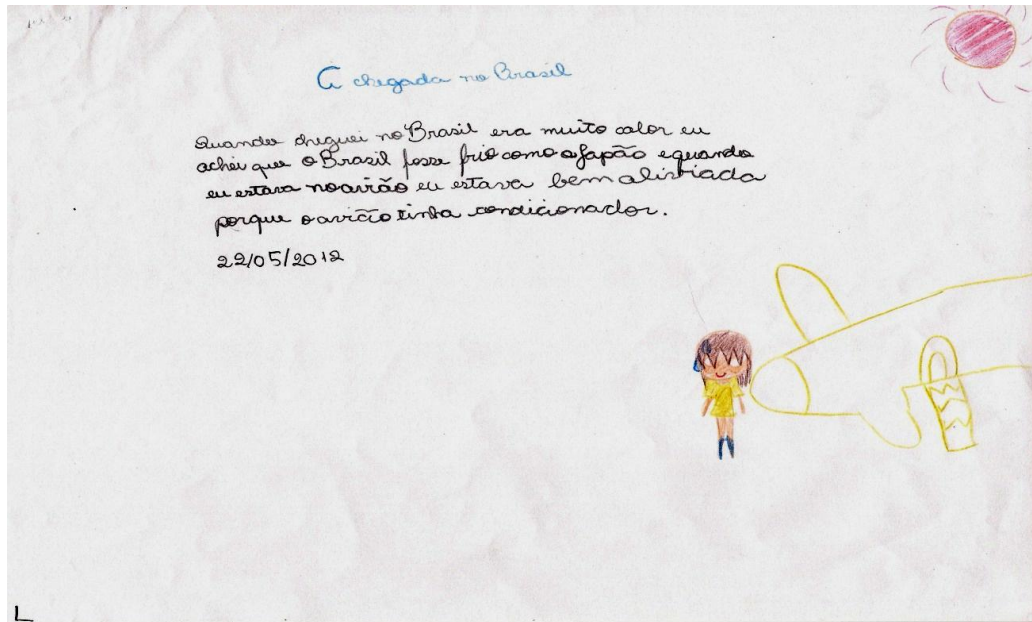 A chegada no Brasil
Quando cheguei no Brasil era muito calor eu
achei que o Brasil fosse frio como o Japão e quando
eu estava no avião eu estava bem alisbiada
porque o avião tinha condicionador.
22/05/2012
L